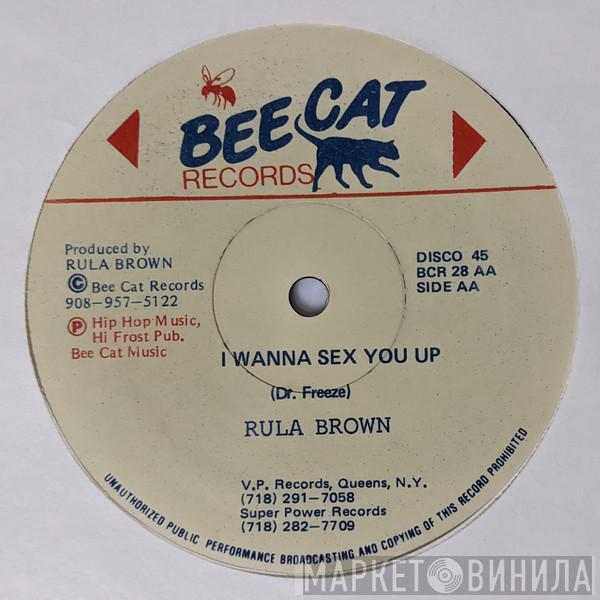 BEE CAT
RECORDS
Produced by
RULA BROWN
© Bee Cat Records
908-957-5122
Ⓟ Hip Hop Music,
Hi Frost Pub.
Bee Cat Music
DISCO 45
BCR 28 AA
SIDE AA
I WANNA SEX YOU UP
(Dr. Freeze)
RULA BROWN
V.P. Records, Queens, N.Y.
(718) 291-7058
Super Power Records
(718) 282-7709
UNAUTHORIZED PUBLIC PERFORMANCE BROADCASTING AND COPYING OF THIS RECORD PROHIBITED
МАРКЕТ ВИНИЛА